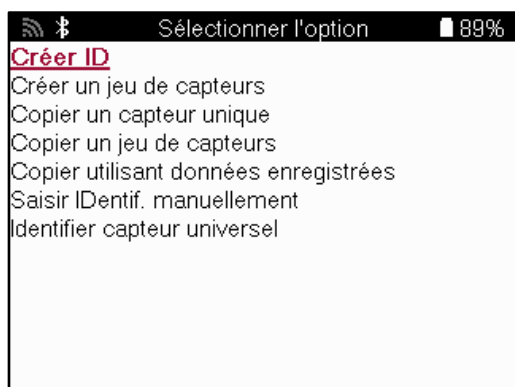 Sélectionner l'option 89%
Créer ID
Créer un jeu de capteurs
Copier un capteur unique
Copier un jeu de capteurs
Copier utilisant données enregistrées
Saisir IDentif. manuellement
Identifier capteur universel